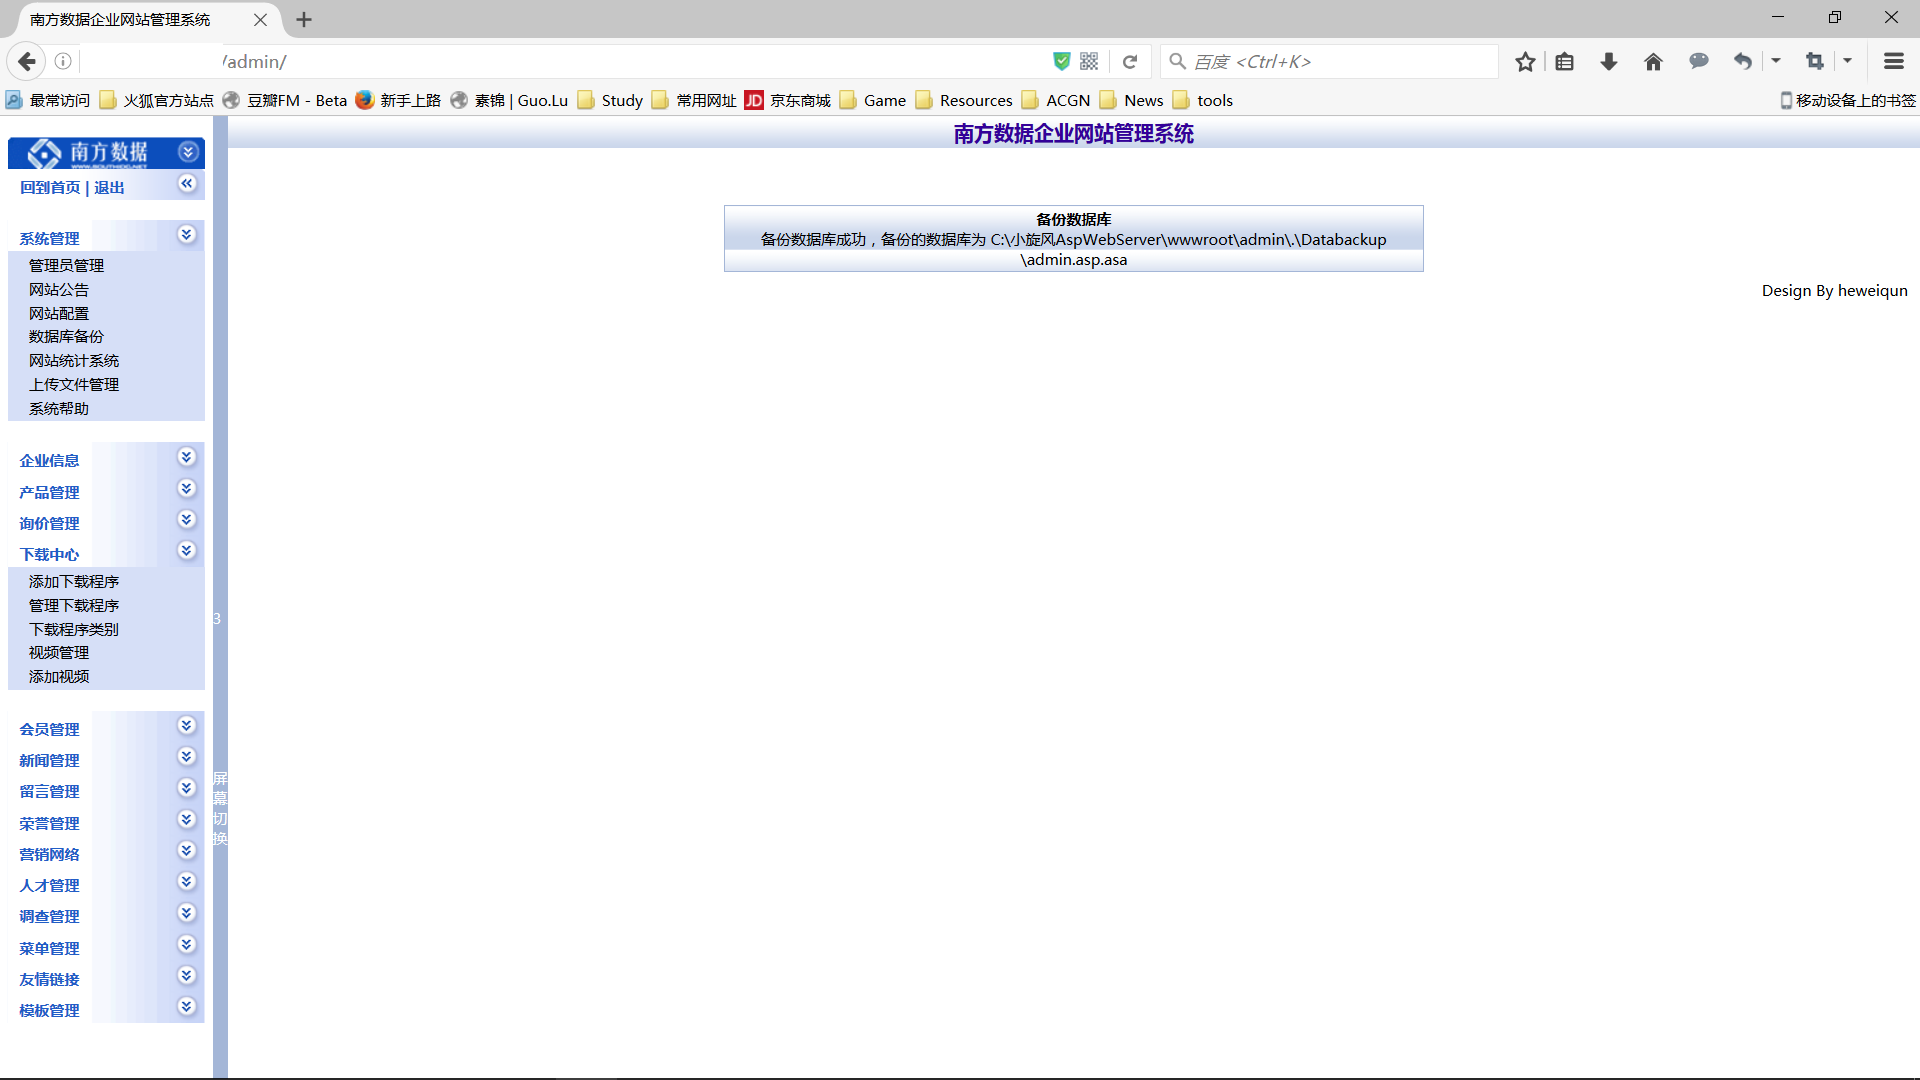 南方数据企业网站管理系统
/admin/
百度 <Ctrl+K>
最常访问 火狐官方站点 豆瓣FM - Beta 新手上路 素锦 | Guo.Lu Study 常用网址 JD 京东商城 Game Resources ACGN News tools 移动设备上的书签
南方数据
WWW.SOUTHIDC.NET
回到首页 | 退出
系统管理
管理员管理
网站公告
网站配置
数据库备份
网站统计系统
上传文件管理
系统帮助
企业信息
产品管理
询价管理
下载中心
添加下载程序
管理下载程序
下载程序类别
视频管理
添加视频
会员管理
新闻管理
留言管理
荣誉管理
营销网络
人才管理
调查管理
菜单管理
友情链接
模板管理
3
屏
幕
切
换
南方数据企业网站管理系统
备份数据库
备份数据库成功，备份的数据库为 C:\小旋风AspWebServer\wwwroot\admin\.\Databackup
\admin.asp.asa
Design By heweiqun